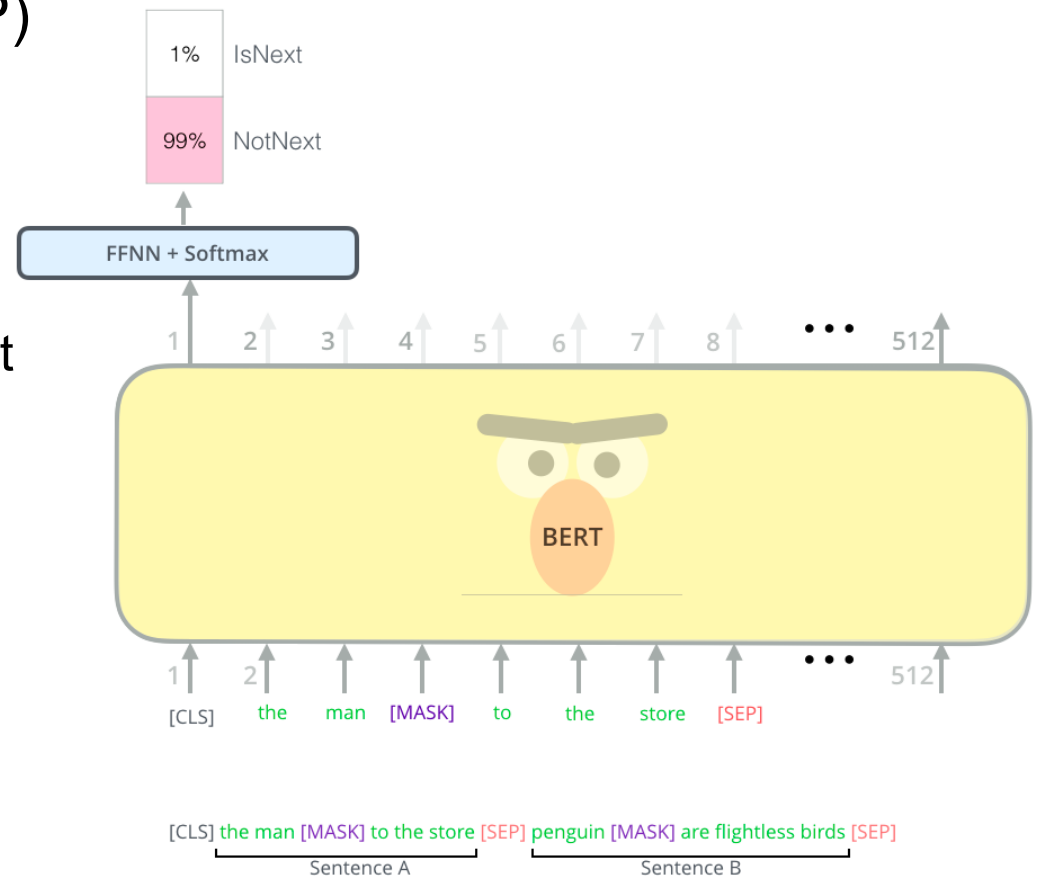 P)
1% IsNext
99% NotNext
FFNN + Softmax
t
1 2 3 4 5 6 7 8 ••• 512
BERT
1 2 ••• 512
[CLS] the man [MASK] to the store [SEP]
[CLS] the man [MASK] to the store [SEP] penguin [MASK] are flightless birds [SEP]
Sentence A Sentence B